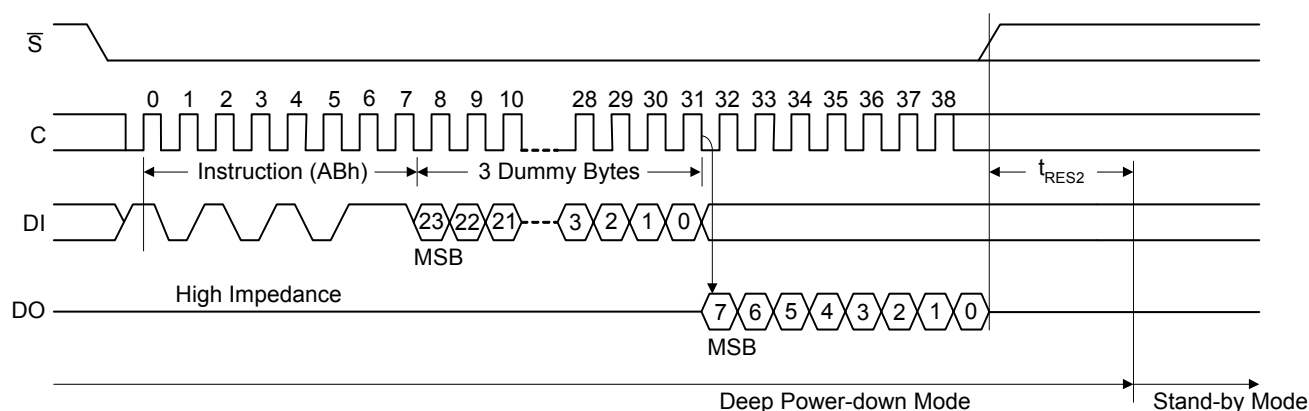 S
0 1 2 3 4 5 6 7 8 9 10 28 29 30 31 32 33 34 35 36 37 38
C
Instruction (ABh) 3 Dummy Bytes tRES2
DI 23 22 21 3 2 1 0
MSB
High Impedance
DO 7 6 5 4 3 2 1 0
MSB
Deep Power-down Mode Stand-by Mode